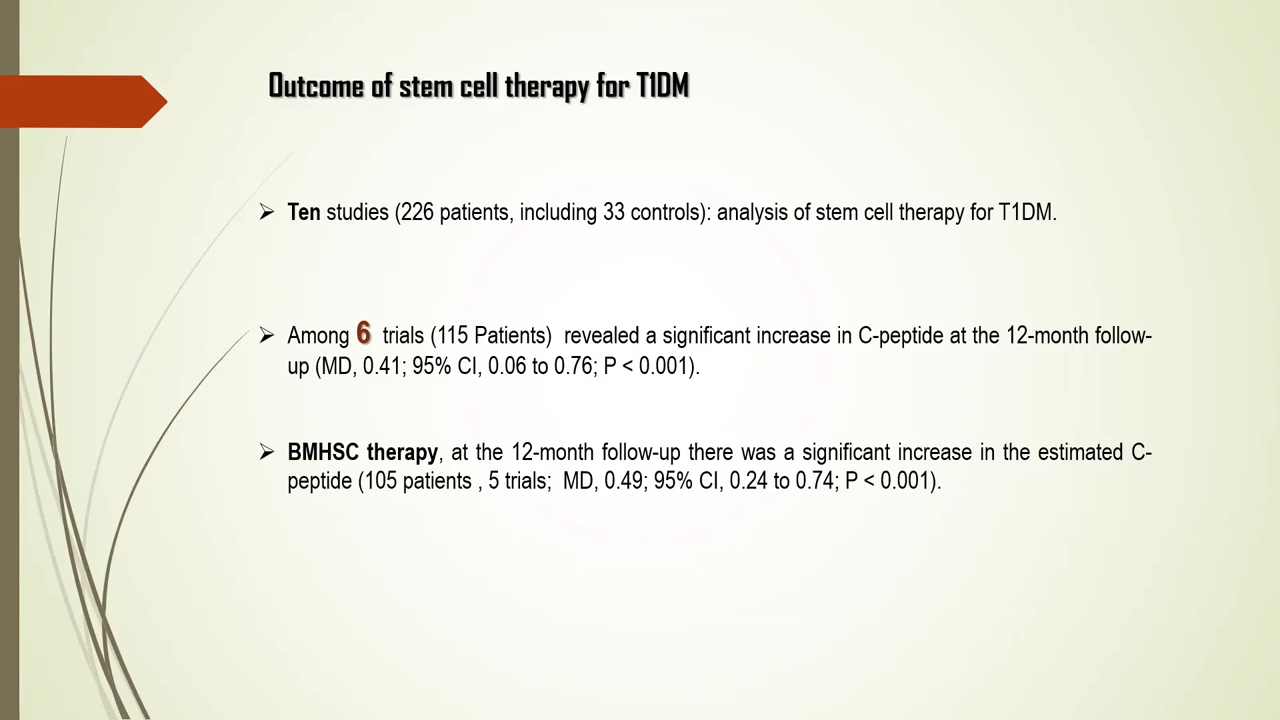 Outcome of stem cell therapy for T1DM
➢ Ten studies (226 patients, including 33 controls): analysis of stem cell therapy for T1DM.
➢ Among 6 trials (115 Patients) revealed a significant increase in C-peptide at the 12-month follow-
up (MD, 0.41; 95% CI, 0.06 to 0.76; P < 0.001).
➢ BMHSC therapy, at the 12-month follow-up there was a significant increase in the estimated C-
peptide (105 patients , 5 trials; MD, 0.49; 95% CI, 0.24 to 0.74; P < 0.001).